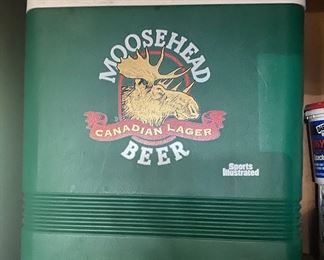 MOOSEHEAD
CANADIAN LAGER
BEER
Sports
Illustrated